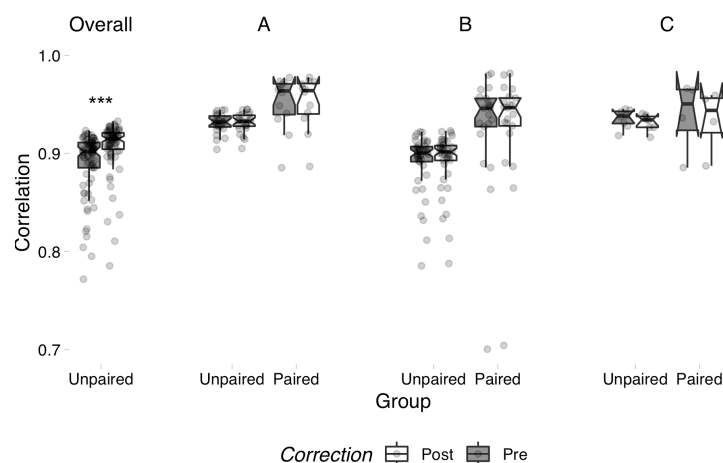 Overall A B C
1.0
***
0.9
Correlation
0.8
0.7
Unpaired Unpaired Paired Unpaired Paired Unpaired Paired
Group
Correction Post Pre